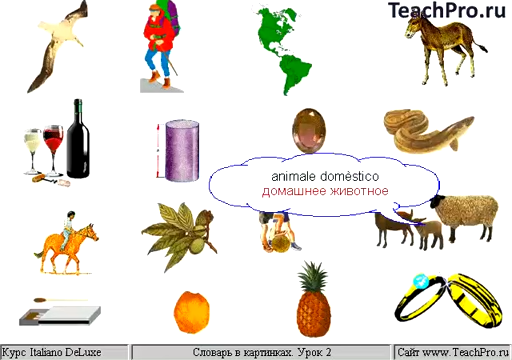 TeachPro.ru
animale domèstico
домашнее животное
Курс Italiano DeLuxe
Словарь в картинках. Урок 2
Сайт www.TeachPro.ru